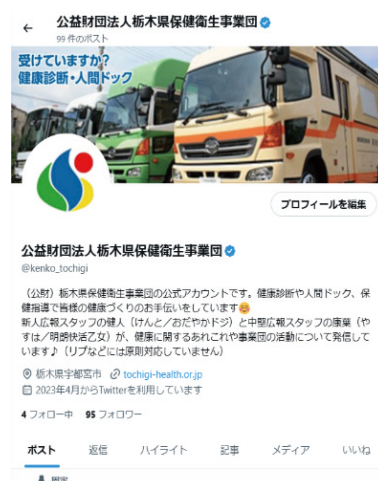 公益財団法人栃木県保健衛生事業団
99 件のポスト
受けていますか?
健康診断・人間ドック
プロフィールを編集
公益財団法人栃木県保健衛生事業団
@kenko_tochigi
（公財）栃木県保健衛生事業団の公式アカウントです。健康診断や人間ドック、保
健指導で皆様の健康づくりのお手伝いをしています😊
新人広報スタッフの健人（けんと／おだやかドジ）と中堅広報スタッフの康葉（や
すは／明朗快活乙女）が、健康に関するあれこれや事業団の活動について発信して
います♪（リプなどには原則対応していません）
栃木県宇都宮市 tochigi-health.or.jp
2023年4月からTwitterを利用しています
4 フォロー中 95 フォロワー
ポスト 返信 ハイライト 記事 メディア いいね
固定